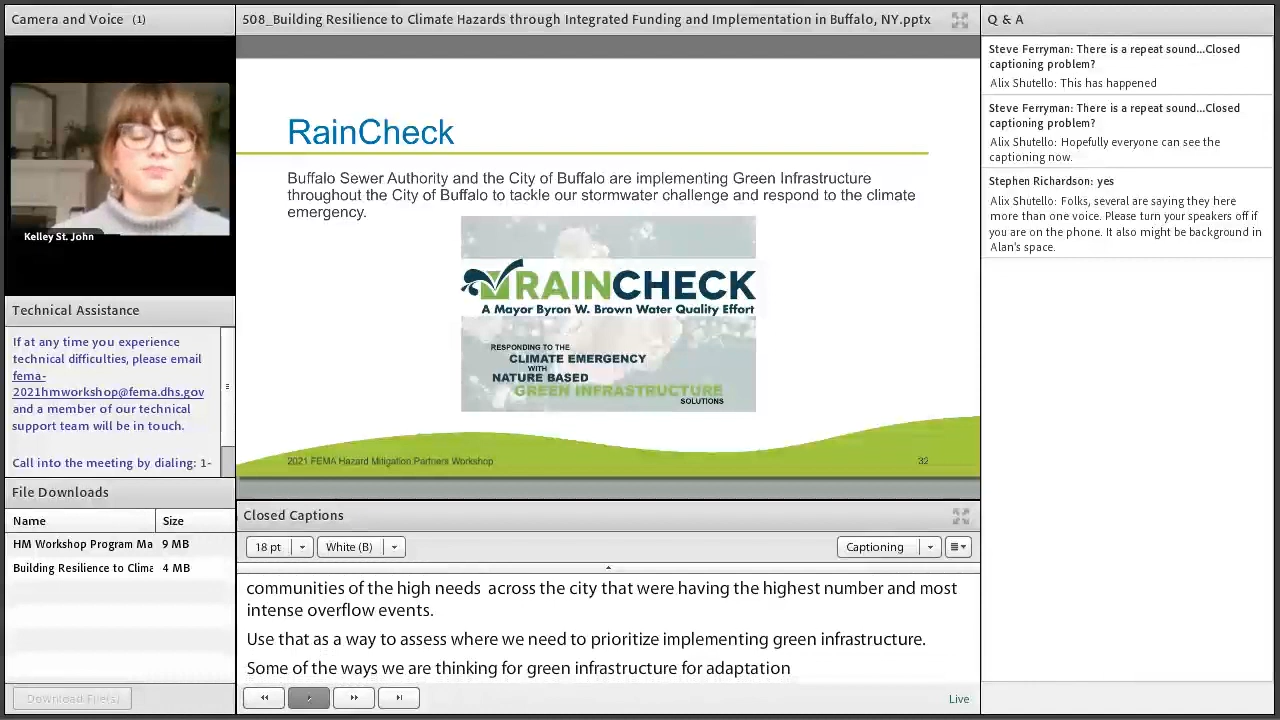 Camera and Voice (1)
Kelley St. John
Technical Assistance
If at any time you experience
technical difficulties, please email
fema-
2021hmworkshop@fema.dhs.gov
and a member of our technical
support team will be in touch.
Call into the meeting by dialing: 1-
File Downloads
Name Size
HM Workshop Program Ma 9 MB
Building Resilience to Clima 4 MB
Download File(s)
508_Building Resilience to Climate Hazards through Integrated Funding and Implementation in Buffalo, NY.pptx
RainCheck
Buffalo Sewer Authority and the City of Buffalo are implementing Green Infrastructure
throughout the City of Buffalo to tackle our stormwater challenge and respond to the climate
emergency.
RAINCHECK
A Mayor Byron W. Brown Water Quality Effort
RESPONDING TO THE
CLIMATE EMERGENCY
WITH
NATURE BASED
GREEN INFRASTRUCTURE
SOLUTIONS
2021 FEMA Hazard Mitigation Partners Workshop 32
Closed Captions
18 pt White (B) Captioning
communities of the high needs across the city that were having the highest number and most
intense overflow events.
Use that as a way to assess where we need to prioritize implementing green infrastructure.
Some of the ways we are thinking for green infrastructure for adaptation
Live
Q & A
Steve Ferryman: There is a repeat sound...Closed
captioning problem?
Alix Shutello: This has happened
Steve Ferryman: There is a repeat sound...Closed
captioning problem?
Alix Shutello: Hopefully everyone can see the
captioning now.
Stephen Richardson: yes
Alix Shutello: Folks, several are saying they here
more than one voice. Please turn your speakers off if
you are on the phone. It also might be background in
Alan's space.